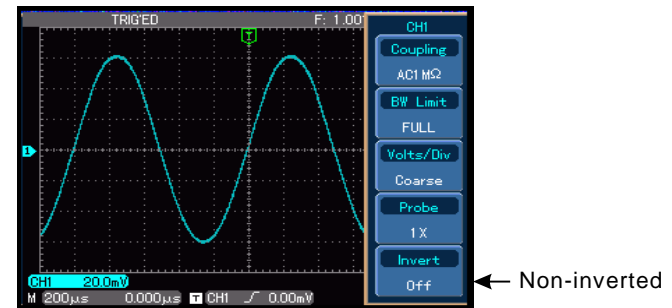 TRIG'ED F: 1.00
T
CH1
Coupling
AC1 MΩ
BW Limit
FULL
Volts/Div
Coarse
Probe
1X
Invert
Off
Non-inverted
1
CH1 20.0mV
M 200μs 0.000μs T CH1 0.00mV